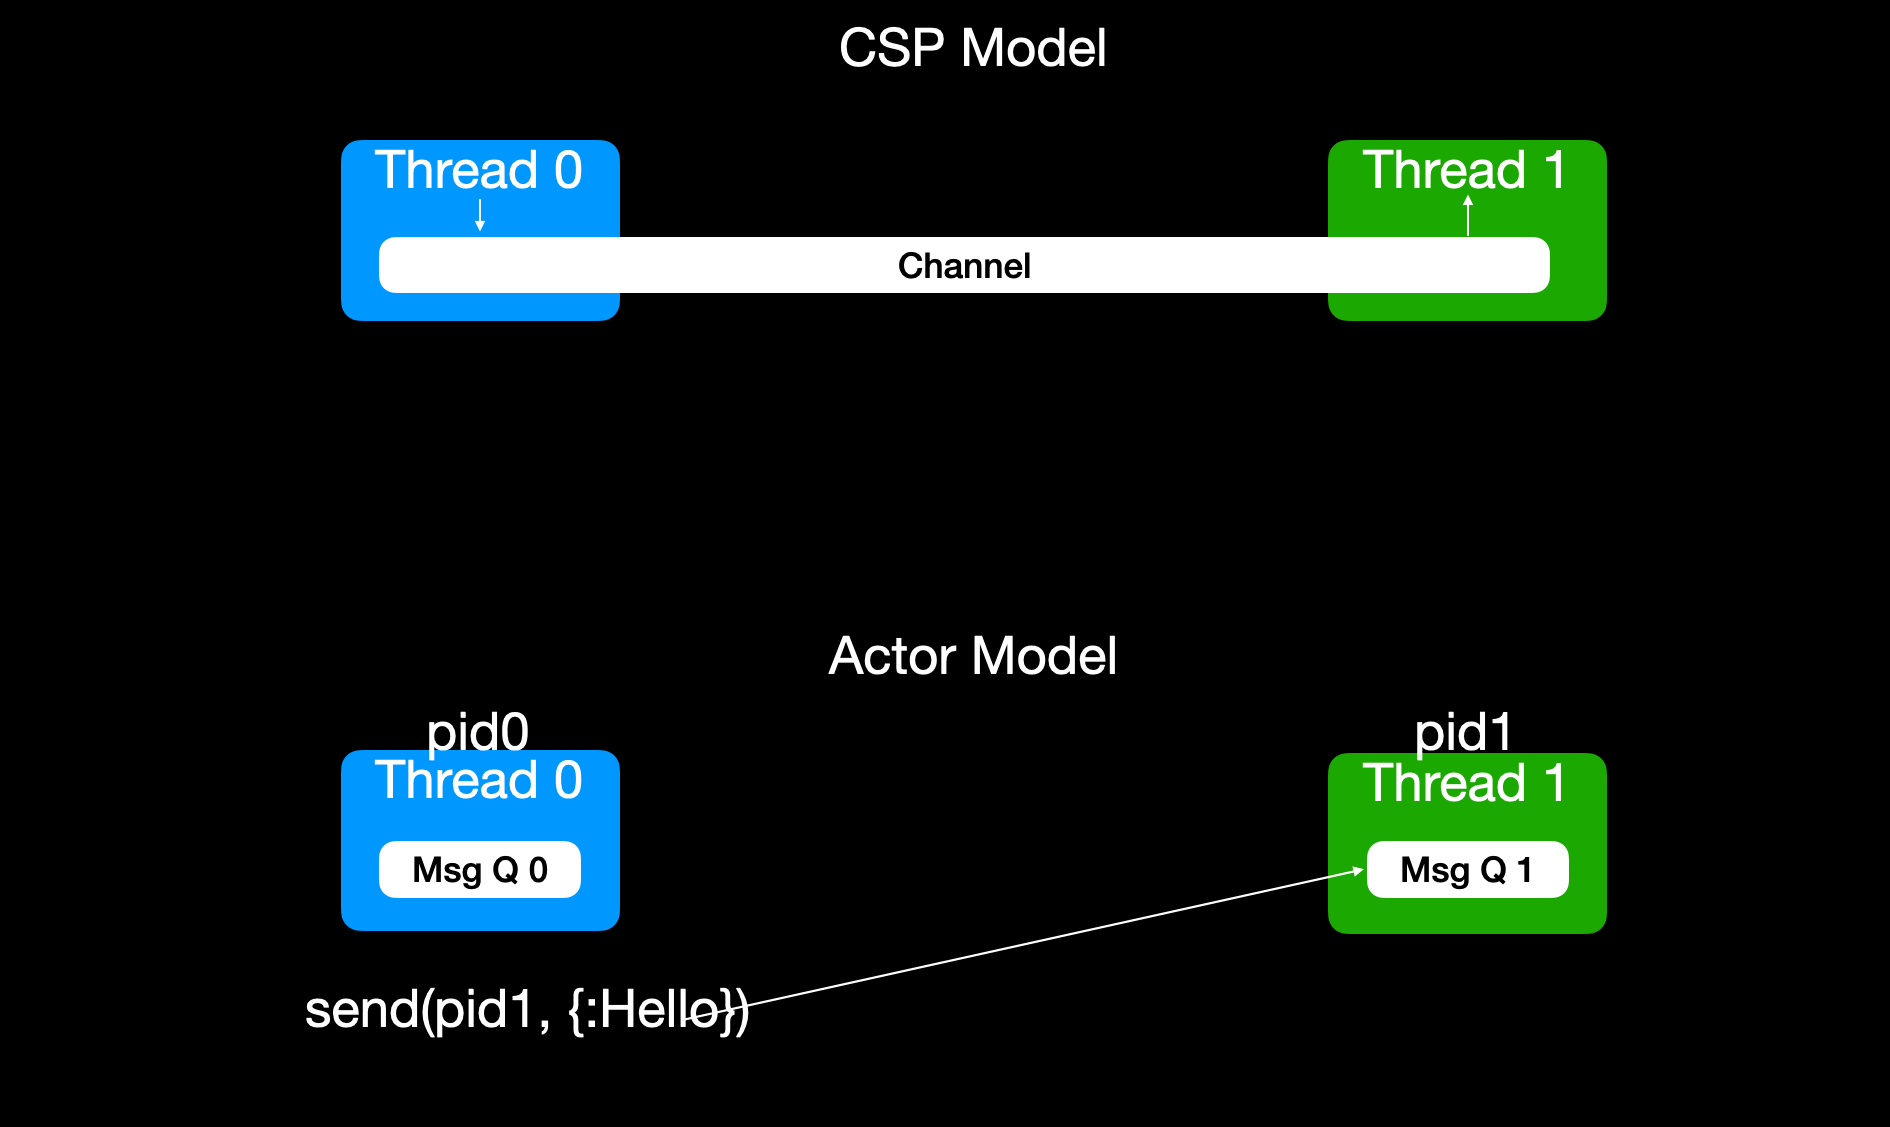 CSP Model
Thread 0
Thread 1
Channel
Actor Model
pid0
pid1
Thread 0
Thread 1
Msg Q 0
Msg Q 1
send(pid1, {:Hello})